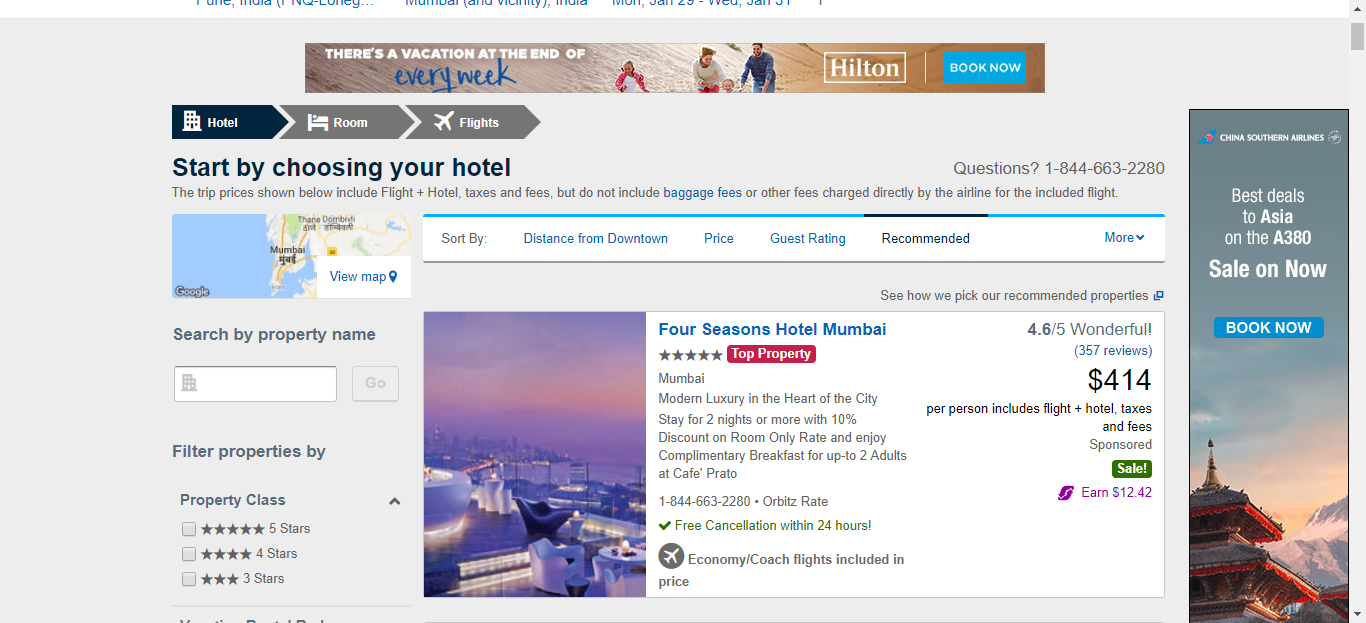 Pune, India (PNQ-Loheg... Mumbai (and vicinity), India Mon, Jan 29 - Wed, Jan 31
THERE'S A VACATION AT THE END OF
every week
Hilton
BOOK NOW
Hotel
Room
Flights
Start by choosing your hotel
Questions? 1-844-663-2280
The trip prices shown below include Flight + Hotel, taxes and fees, but do not include baggage fees or other fees charged directly by the airline for the included flight.
Thane Dombivli
ठाणे डोम्बिवली
Mumbai
मुंबई
Google
View map
Sort By: Distance from Downtown Price Guest Rating Recommended More
See how we pick our recommended properties
Search by property name
Go
Filter properties by
Property Class
5 Stars
4 Stars
3 Stars
Four Seasons Hotel Mumbai
Top Property
Mumbai
Modern Luxury in the Heart of the City
Stay for 2 nights or more with 10%
Discount on Room Only Rate and enjoy
Complimentary Breakfast for up-to 2 Adults
at Cafe' Prato
1-844-663-2280 • Orbitz Rate
Free Cancellation within 24 hours!
Economy/Coach flights included in
price
4.6/5 Wonderful!
(357 reviews)
$414
per person includes flight + hotel, taxes
and fees
Sponsored
Sale!
Earn $12.42
CHINA SOUTHERN AIRLINES
Best deals
to Asia
on the A380
Sale on Now
BOOK NOW